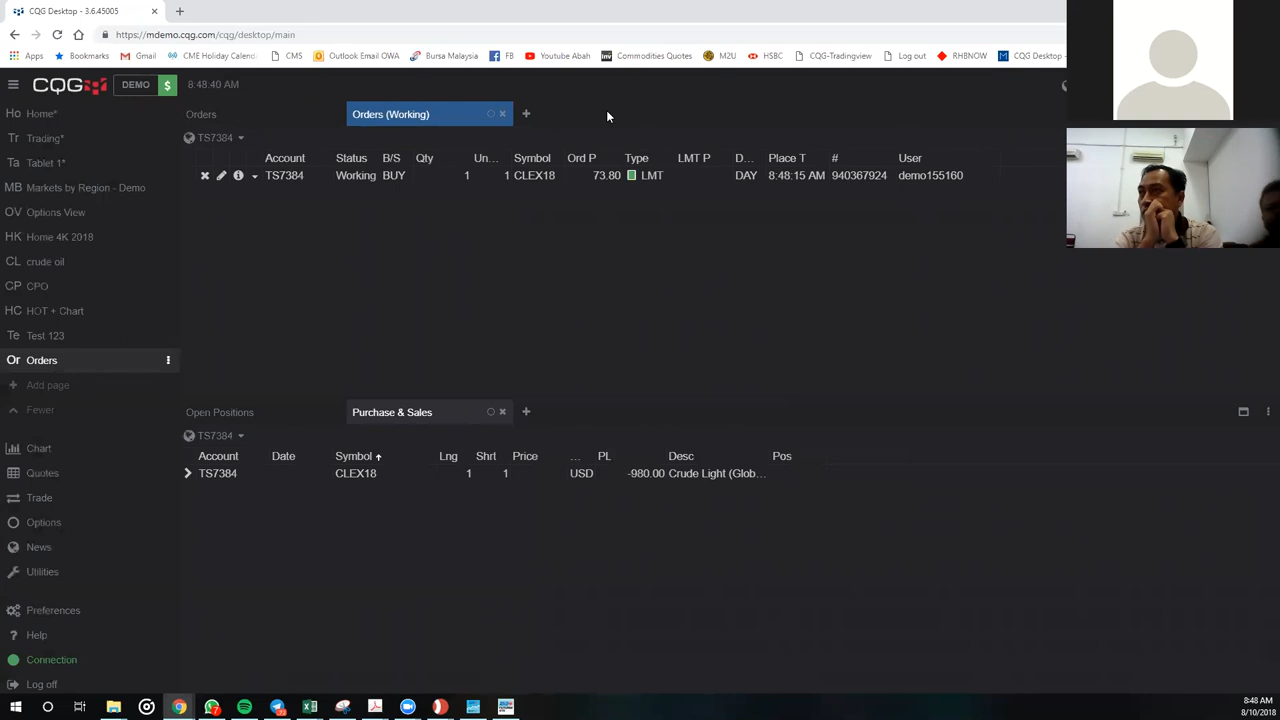 CQG Desktop - 3.6.45005
https://mdemo.cqg.com/cqg/desktop/main
Apps Bookmarks Gmail CME Holiday Calend CMS Outlook Email OWA Bursa Malaysia FB Youtube Abah Commodities Quotes M2U HSBC CQG-Tradingview Log out RHBNOW CQG Desktop -
CQG DEMO $ 8:48:40 AM
Ho Home*
Tr Trading*
Ta Tablet 1*
MB Markets by Region - Demo
OV Options View
HK Home 4K 2018
CL crude oil
CP CPO
HC HOT + Chart
Te Test 123
Or Orders
Add page
Fewer
Chart
Quotes
Trade
Options
News
Utilities
Preferences
Help
Connection
Log off
Orders Orders (Working)
TS7384
Account Status B/S Qty Un... Symbol Ord P Type LMT P D... Place T # User
TS7384 Working BUY 1 1 CLEX18 73.80 LMT DAY 8:48:15 AM 940367924 demo155160
Open Positions Purchase & Sales
TS7384
Account Date Symbol Lng Shrt Price ... PL Desc Pos
TS7384 CLEX18 1 1 USD -980.00 Crude Light (Glob...
8:48 AM
8/10/2018